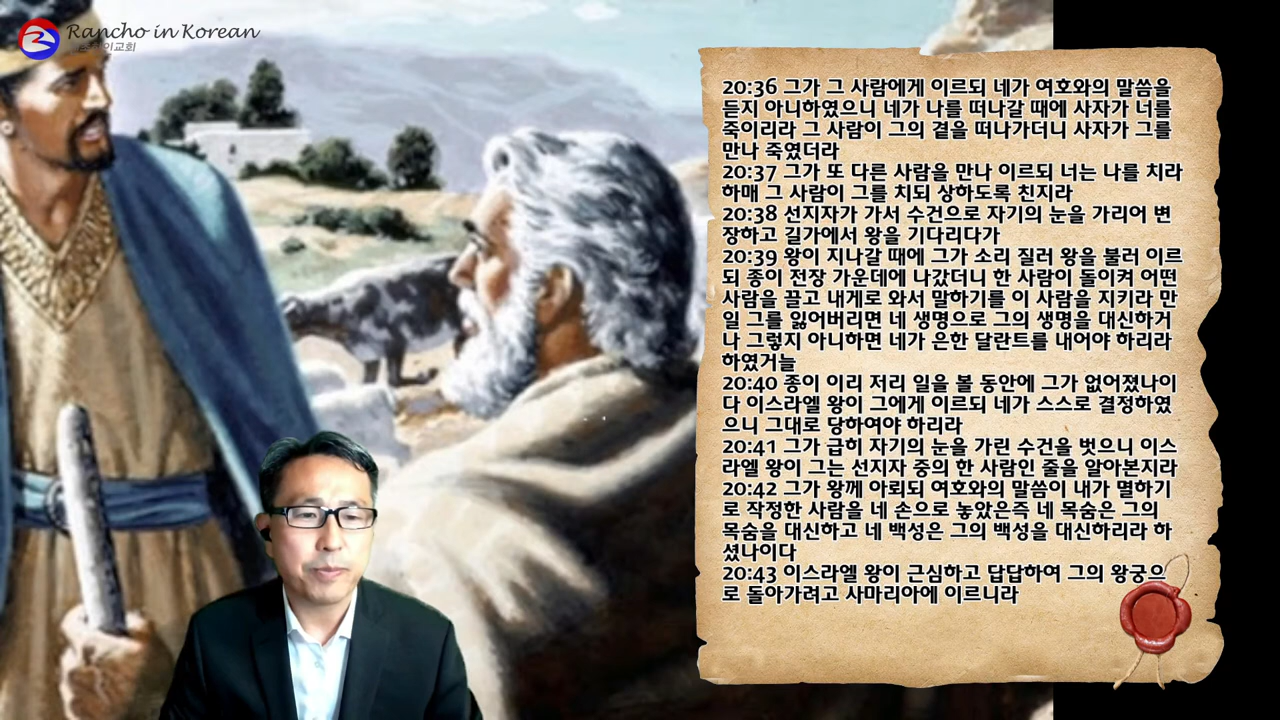 Rancho in Korean
온사인교회
20:36 그가 그 사람에게 이르되 네가 여호와의 말씀을
듣지 아니하였으니 네가 나를 떠나갈 때에 사자가 너를
죽이리라 그 사람이 그의 곁을 떠나가더니 사자가 그를
만나 죽였더라
20:37 그가 또 다른 사람을 만나 이르되 너는 나를 치라
하매 그 사람이 그를 치되 상하도록 친지라
20:38 선지자가 가서 수건으로 자기의 눈을 가리어 변
장하고 길가에서 왕을 기다리다가
20:39 왕이 지나갈 때에 그가 소리 질러 왕을 불러 이르
되 종이 전장 가운데에 나갔더니 한 사람이 돌이켜 어떤
사람을 끌고 내게로 와서 말하기를 이 사람을 지키라 만
일 그를 잃어버리면 네 생명으로 그의 생명을 대신하거
나 그렇지 아니하면 네가 은한 달란트를 내어야 하리라
하였거늘
20:40 종이 이리 저리 일을 볼 동안에 그가 없어졌나이
다 이스라엘 왕이 그에게 이르되 네가 스스로 결정하였
으니 그대로 당하여야 하리라
20:41 그가 급히 자기의 눈을 가린 수건을 벗으니 이스
라엘 왕이 그는 선지자 중의 한 사람인 줄을 알아본지라
20:42 그가 왕께 아뢰되 여호와의 말씀이 내가 멸하기
로 작정한 사람을 네 손으로 놓았은즉 네 목숨은 그의
목숨을 대신하고 네 백성은 그의 백성을 대신하리라 하
셨나이다
20:43 이스라엘 왕이 근심하고 답답하여 그의 왕궁으
로 돌아가려고 사마리아에 이르니라